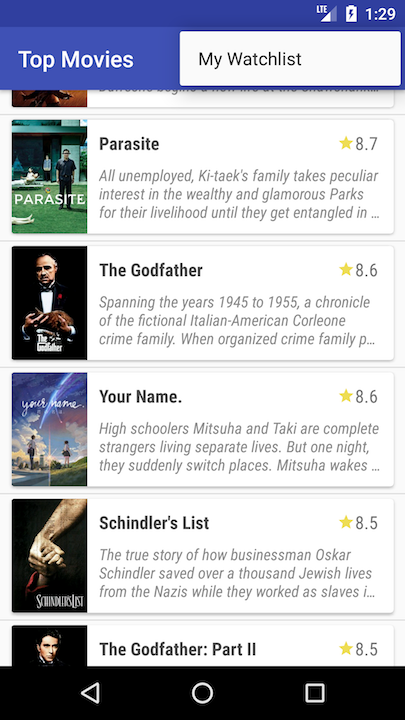 LTE 1:29
Top Movies
My Watchlist
Parasite 8.7
All unemployed, Ki-taek's family takes peculiar
interest in the wealthy and glamorous Parks
for their livelihood until they get entangled in ...
PARASITE
The Godfather 8.6
Spanning the years 1945 to 1955, a chronicle
of the fictional Italian-American Corleone
crime family. When organized crime family p...
The Godfather
Your Name. 8.6
High schoolers Mitsuha and Taki are complete
strangers living separate lives. But one night,
they suddenly switch places. Mitsuha wakes ...
your name.
Schindler's List 8.5
The true story of how businessman Oskar
Schindler saved over a thousand Jewish lives
from the Nazis while they worked as slaves i...
SCHINDLER'S LIST
The Godfather: Part II 8.5